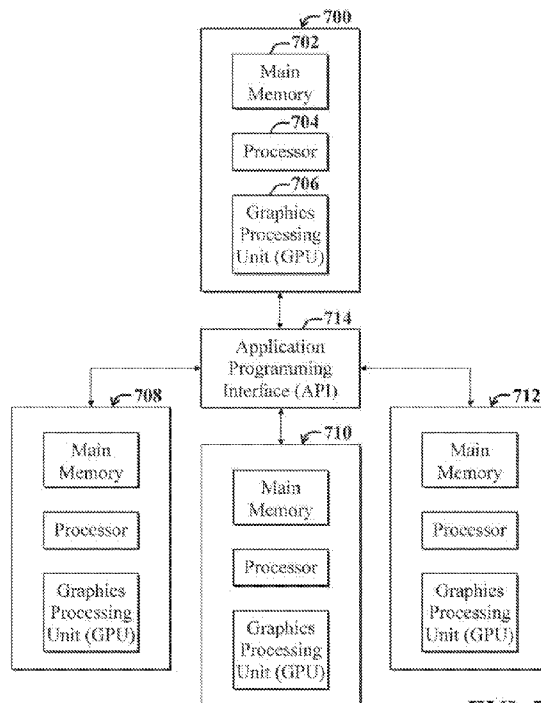 700
702
Main
Memory
704
Processor
706
Graphics
Processing
Unit (GPU)
714
Application
Programming
Interface (API)
708
Main
Memory
Processor
Graphics
Processing
Unit (GPU)
710
Main
Memory
Processor
Graphics
Processing
Unit (GPU)
712
Main
Memory
Processor
Graphics
Processing
Unit (GPU)